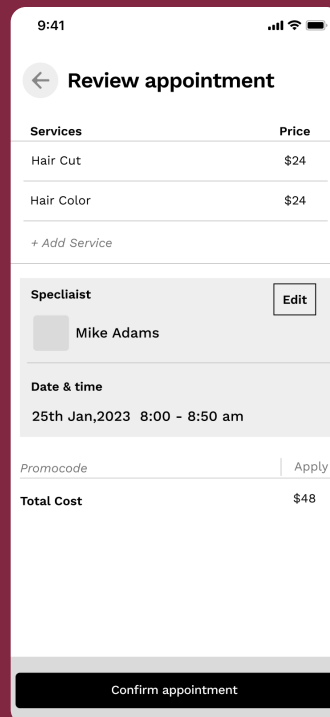 9:41
Review appointment
Services Price
Hair Cut $24
Hair Color $24
+ Add Service
Specliaist Edit
Mike Adams
Date & time
25th Jan,2023 8:00 - 8:50 am
Promocode Apply
Total Cost $48
Confirm appointment